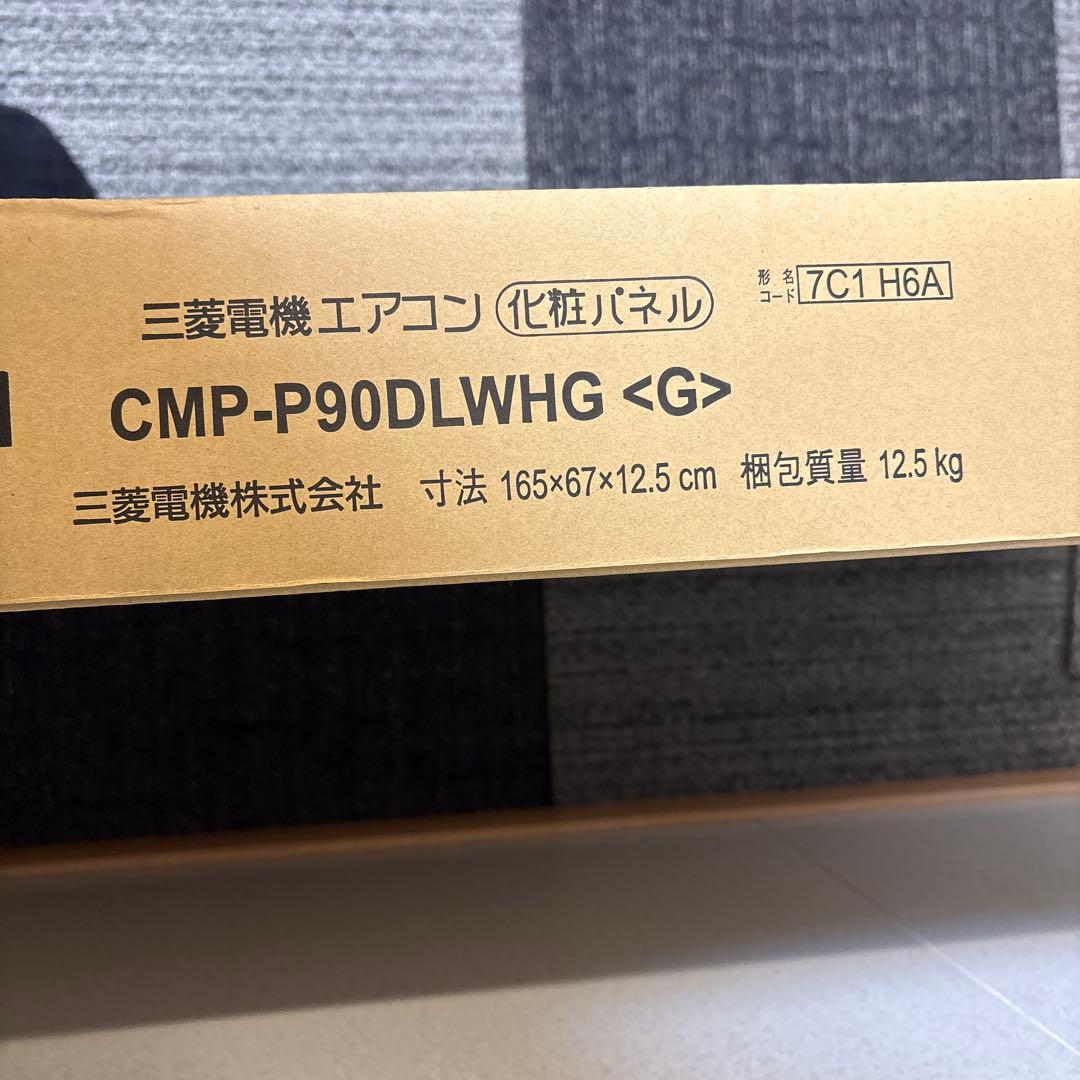 三菱電機エアコン 化粧パネル
形名コード 7C1 H6A
CMP-P90DLWHG <G>
三菱電機株式会社 寸法 165×67×12.5 cm 梱包質量 12.5 kg